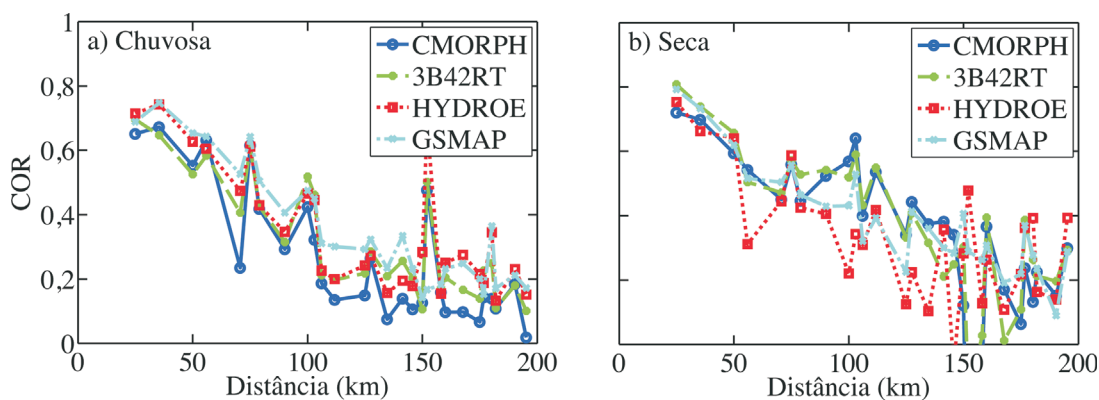 1
a) Chuvosa
CMORPH
3B42RT
HYDROE
GSMAP
0,8
0,6
COR
0,4
0,2
0
0
50
100
150
200
Distância (km)
b) Seca
CMORPH
3B42RT
HYDROE
GSMAP
0
50
100
150
200
Distância (km)